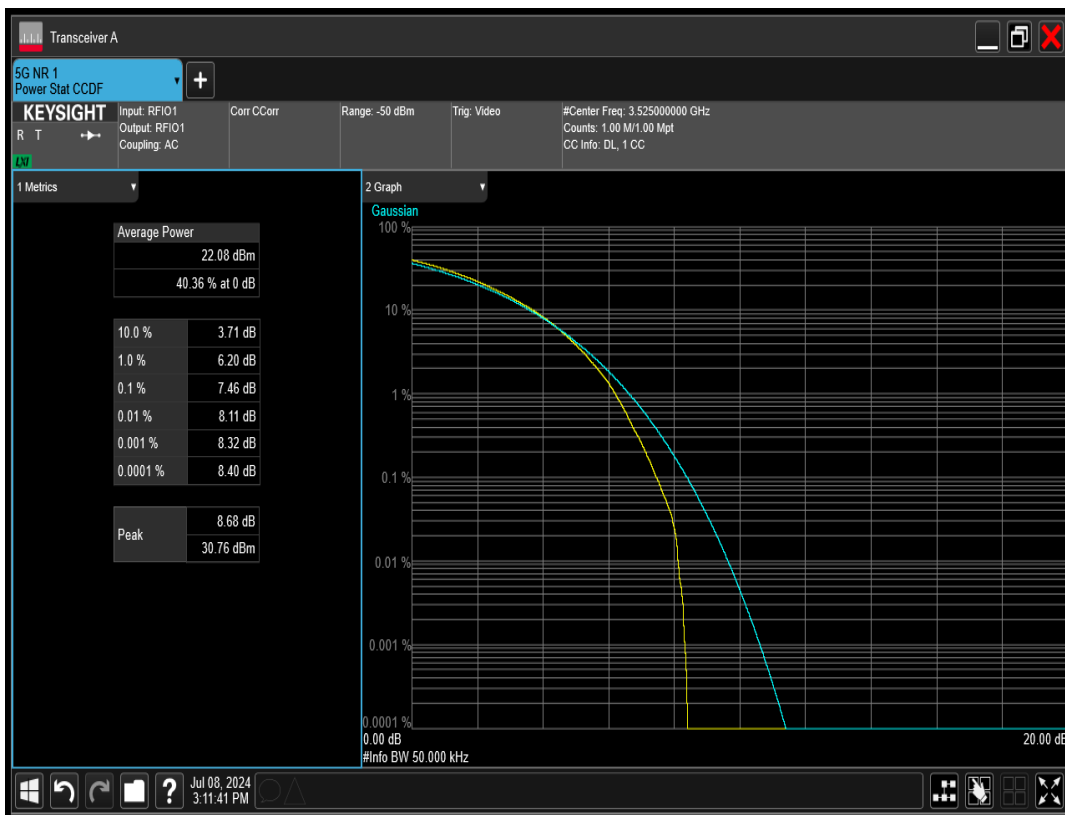 Transceiver A
5G NR 1
Power Stat CCDF
+
KEYSIGHT
R T
LXI
Input: RFIO1
Output: RFIO1
Coupling: AC
Corr CCorr
Range: -50 dBm
Trig: Video
#Center Freq: 3.525000000 GHz
Counts: 1.00 M/1.00 Mpt
CC Info: DL, 1 CC
1 Metrics
Average Power
22.08 dBm
40.36 % at 0 dB
10.0 % 3.71 dB
1.0 % 6.20 dB
0.1 % 7.46 dB
0.01 % 8.11 dB
0.001 % 8.32 dB
0.0001 % 8.40 dB
Peak
8.68 dB
30.76 dBm
2 Graph
Gaussian
100 %
10 %
1 %
0.1 %
0.01 %
0.001 %
0.0001 %
0.00 dB 20.00 dB
#Info BW 50.000 kHz
?
Jul 08, 2024
3:11:41 PM